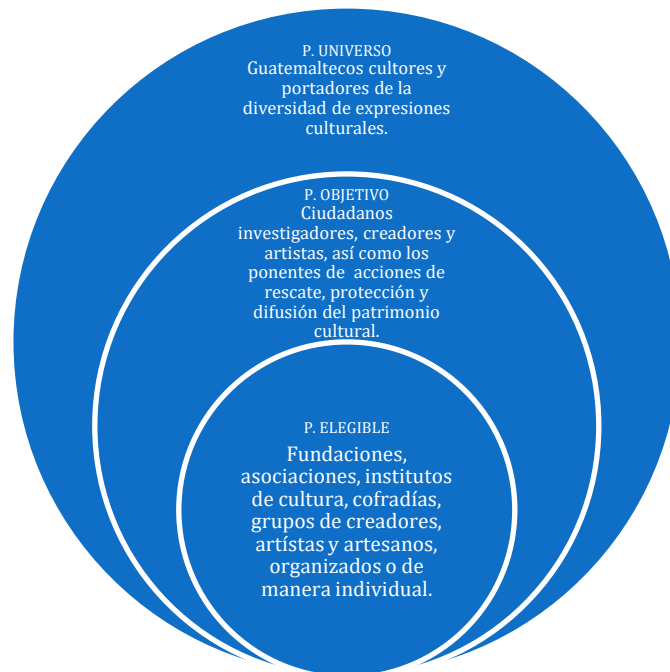 P. UNIVERSO
Guatemaltecos cultores y
portadores de la
diversidad de expresiones
culturales.
P. OBJETIVO
Ciudadanos
investigadores, creadores y
artistas, así como los
ponentes de  acciones de
rescate, protección y
difusión del patrimonio
cultural.
P. ELEGIBLE
Fundaciones,
asociaciones, institutos
de cultura, cofradías,
grupos de creadores,
artístas y artesanos,
organizados o de
manera individual.